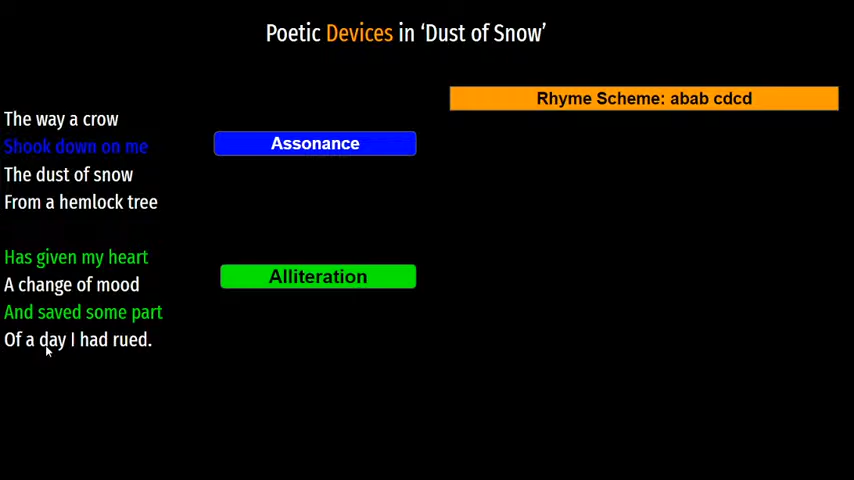 Poetic Devices in ‘Dust of Snow’
Rhyme Scheme: abab cdcd
The way a crow
Shook down on me
Assonance
The dust of snow
From a hemlock tree
Has given my heart
Alliteration
A change of mood
And saved some part
Of a day I had rued.